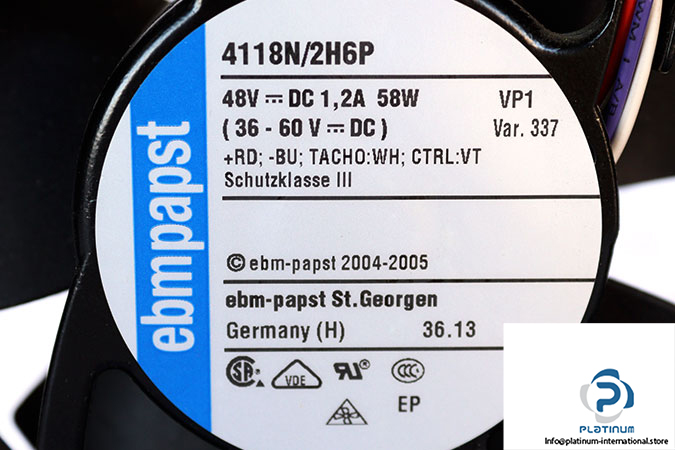 4118N/2H6P
48V ⎓ DC 1,2A 58W VP1
( 36 - 60 V ⎓ DC ) Var. 337
+RD; -BU; TACHO:WH; CTRL:VT
Schutzklasse III
© ebm-papst 2004-2005
ebm-papst St.Georgen
Germany (H) 36.13
ebmpapst
VDE
EP
PLATINUM
Info@platinum-international.store